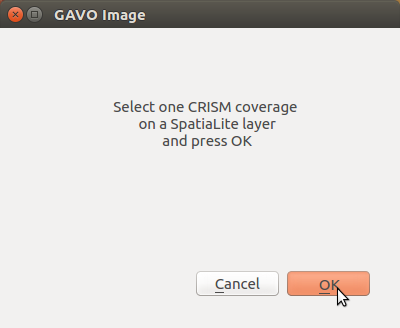 GAVO Image
Select one CRISM coverage
on a SpatiaLite layer
and press OK
Cancel
OK